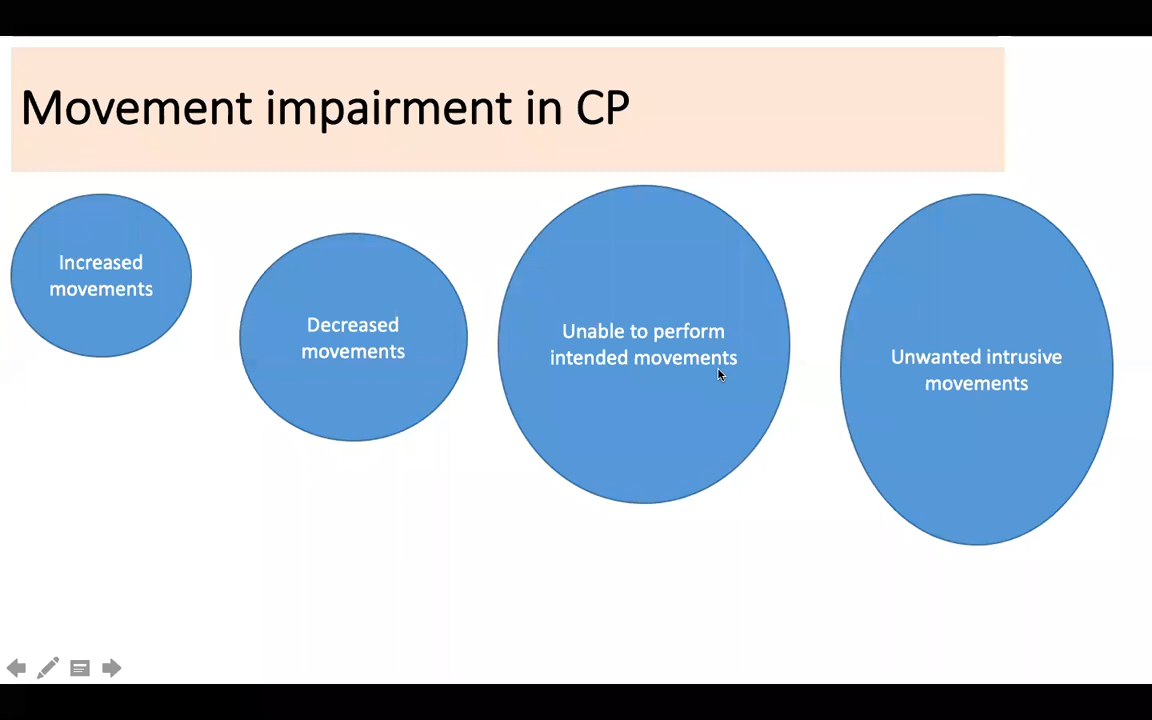 Movement impairment in CP
Increased
movements
Decreased
movements
Unable to perform
intended movements
Unwanted intrusive
movements